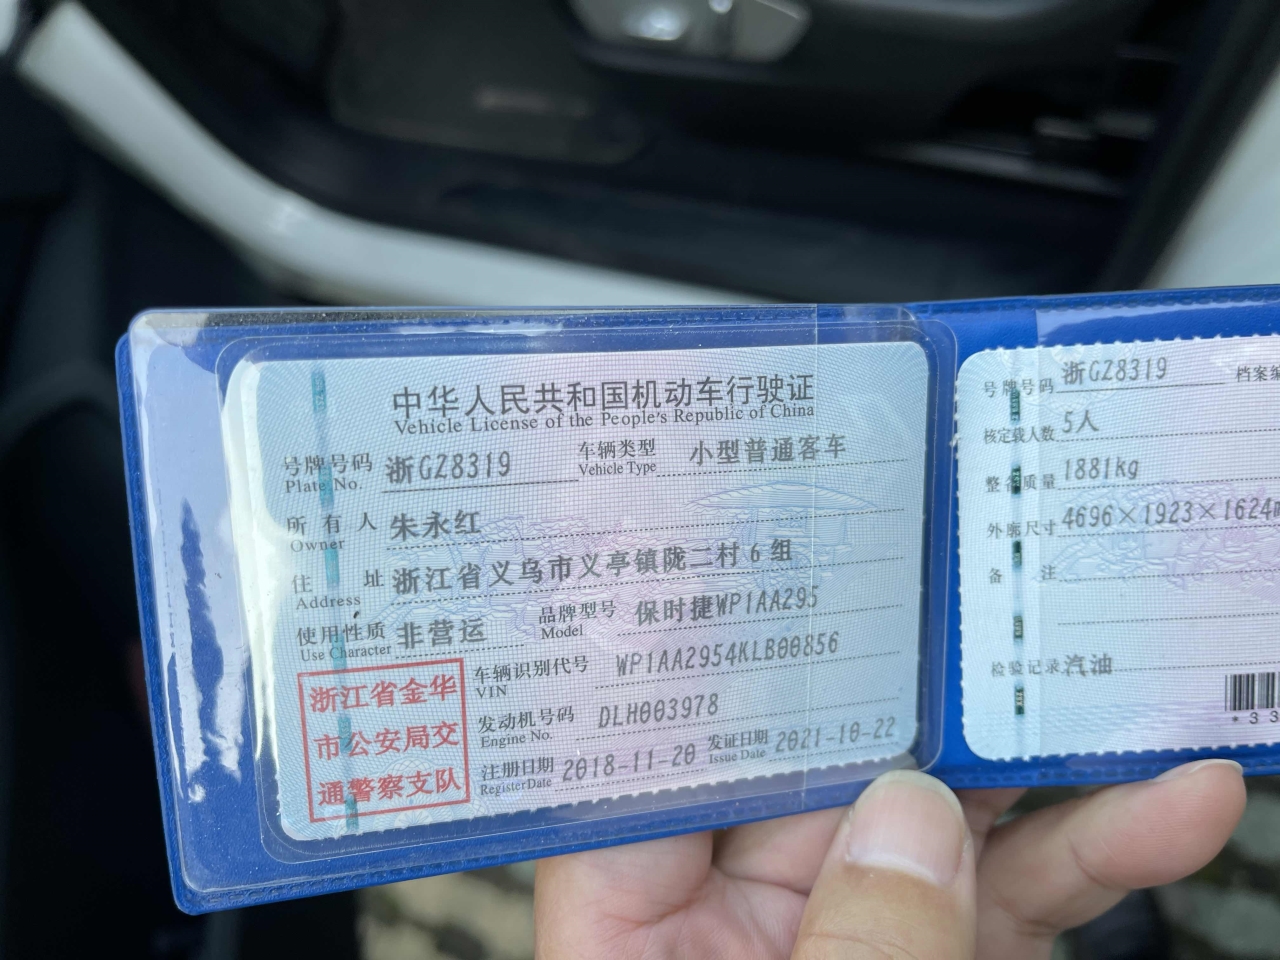 中华人民共和国机动车行驶证
Vehicle License of the People's Republic of China
号牌号码 浙GZ8319 车辆类型 小型普通客车
Plate No. Vehicle Type
所有人 朱永红
Owner
住址 浙江省义乌市义亭镇陇二村6组
Address
使用性质 非营运 品牌型号 保时捷WP1AA295
Use Character Model
浙江省金华
市公安局交
通警察支队
车辆识别代号 WP1AA2954KLB00856
VIN
发动机号码 DLH003978
Engine No.
注册日期 2018-11-20 发证日期 2021-10-22
Register Date Issue Date
号牌号码 浙GZ8319 档案编
核定载人数 5人
整备质量 1881kg
外廓尺寸 4696×1923×1624m
备注
检验记录 汽油
*33